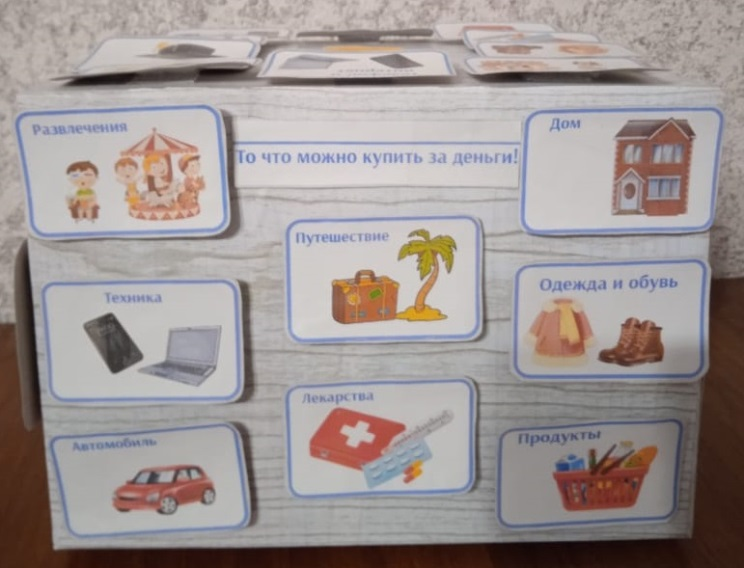 Развлечения
То что можно купить за деньги!
Дом
Путешествие
Техника
Одежда и обувь
Лекарства
Автомобиль
Продукты